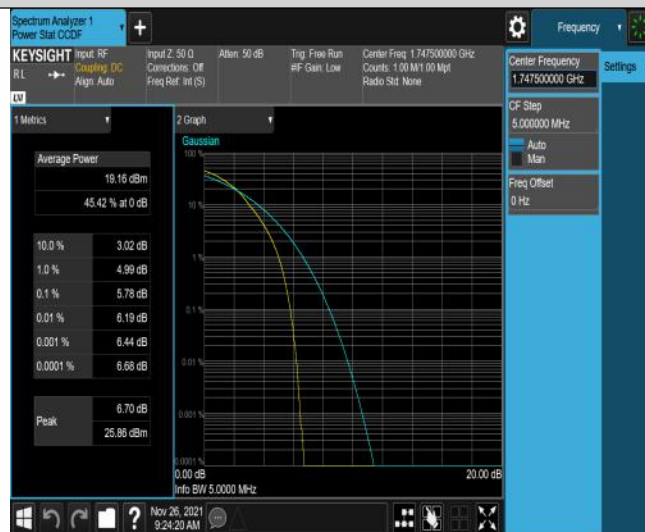 Spectrum Analyzer 1
Power Stat CCDF
Frequency
KEYSIGHT
RL
LXI
Input: RF
Coupling: DC
Align: Auto
Input Z: 50 Ω
Corrections: Off
Freq Ref: Int (S)
Atten: 50 dB
Trig: Free Run
#IF Gain: Low
Center Freq: 1.747500000 GHz
Counts: 1.00 M/1.00 Mpt
Radio Std: None
Center Frequency
1.747500000 GHz
Settings
CF Step
5.000000 MHz
Auto
Man
Freq Offset
0 Hz
1 Metrics
Average Power
19.16 dBm
45.42 % at 0 dB
10.0 % 3.02 dB
1.0 % 4.99 dB
0.1 % 5.78 dB
0.01 % 6.19 dB
0.001 % 6.44 dB
0.0001 % 6.68 dB
Peak
6.70 dB
25.86 dBm
2 Graph
Gaussian
100 %
10 %
1 %
0.1 %
0.01 %
0.001 %
0.0001 %
0.00 dB 20.00 dB
Info BW 5.0000 MHz
?
Nov 26, 2021
9:24:20 AM